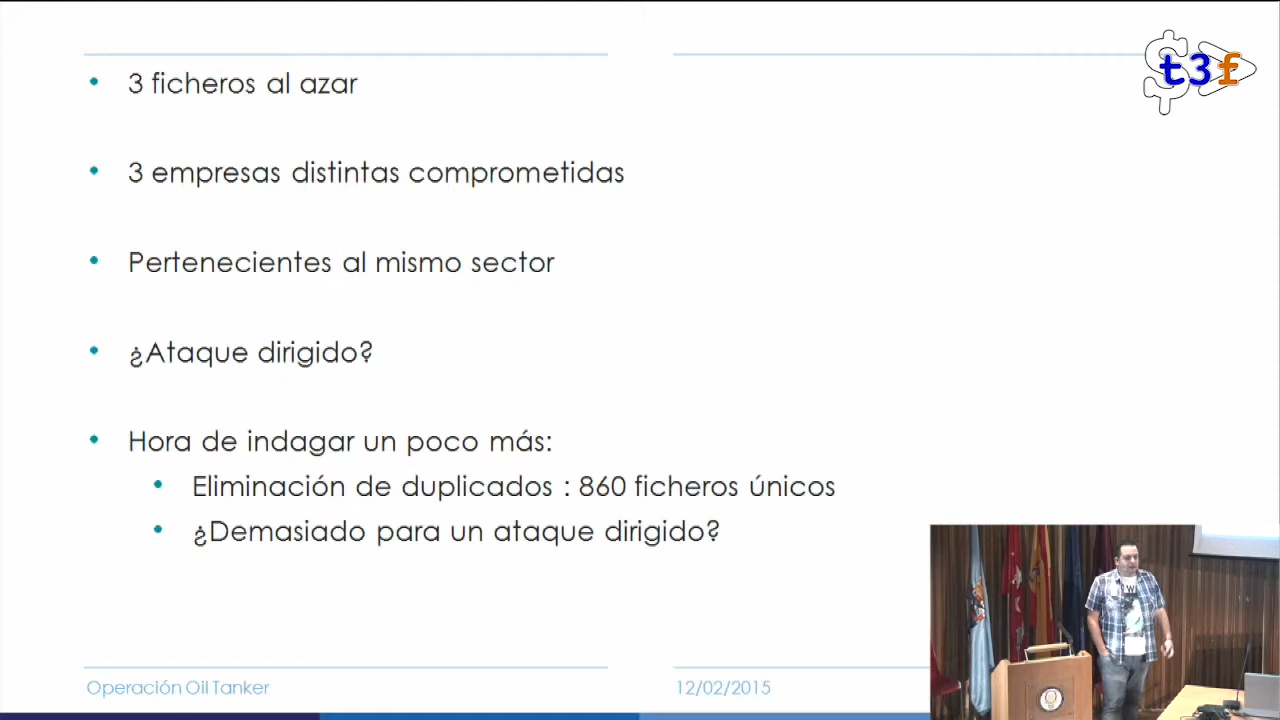 t3f
3 ficheros al azar
3 empresas distintas comprometidas
Pertenecientes al mismo sector
¿Ataque dirigido?
Hora de indagar un poco más:
Eliminación de duplicados : 860 ficheros únicos
¿Demasiado para un ataque dirigido?
Operación Oil Tanker
12/02/2015